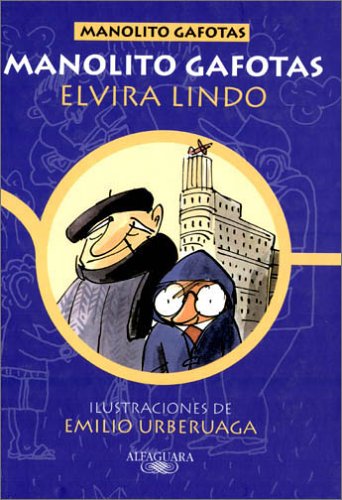 MANOLITO GAFOTAS
MANOLITO GAFOTAS
ELVIRA LINDO
ILUSTRACIONES DE
EMILIO URBERUAGA
ALFAGUARA